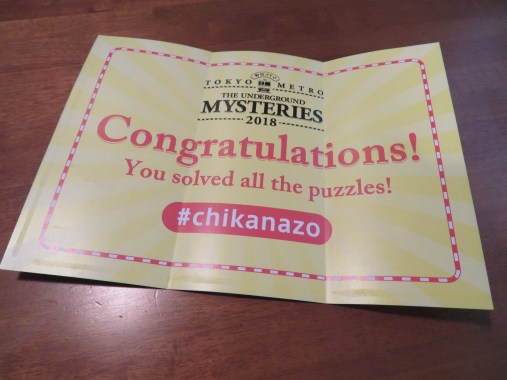 TOKYO METRO
THE UNDERGROUND
MYSTERIES
2018
Congratulations!
You solved all the puzzles!
#chikanazo